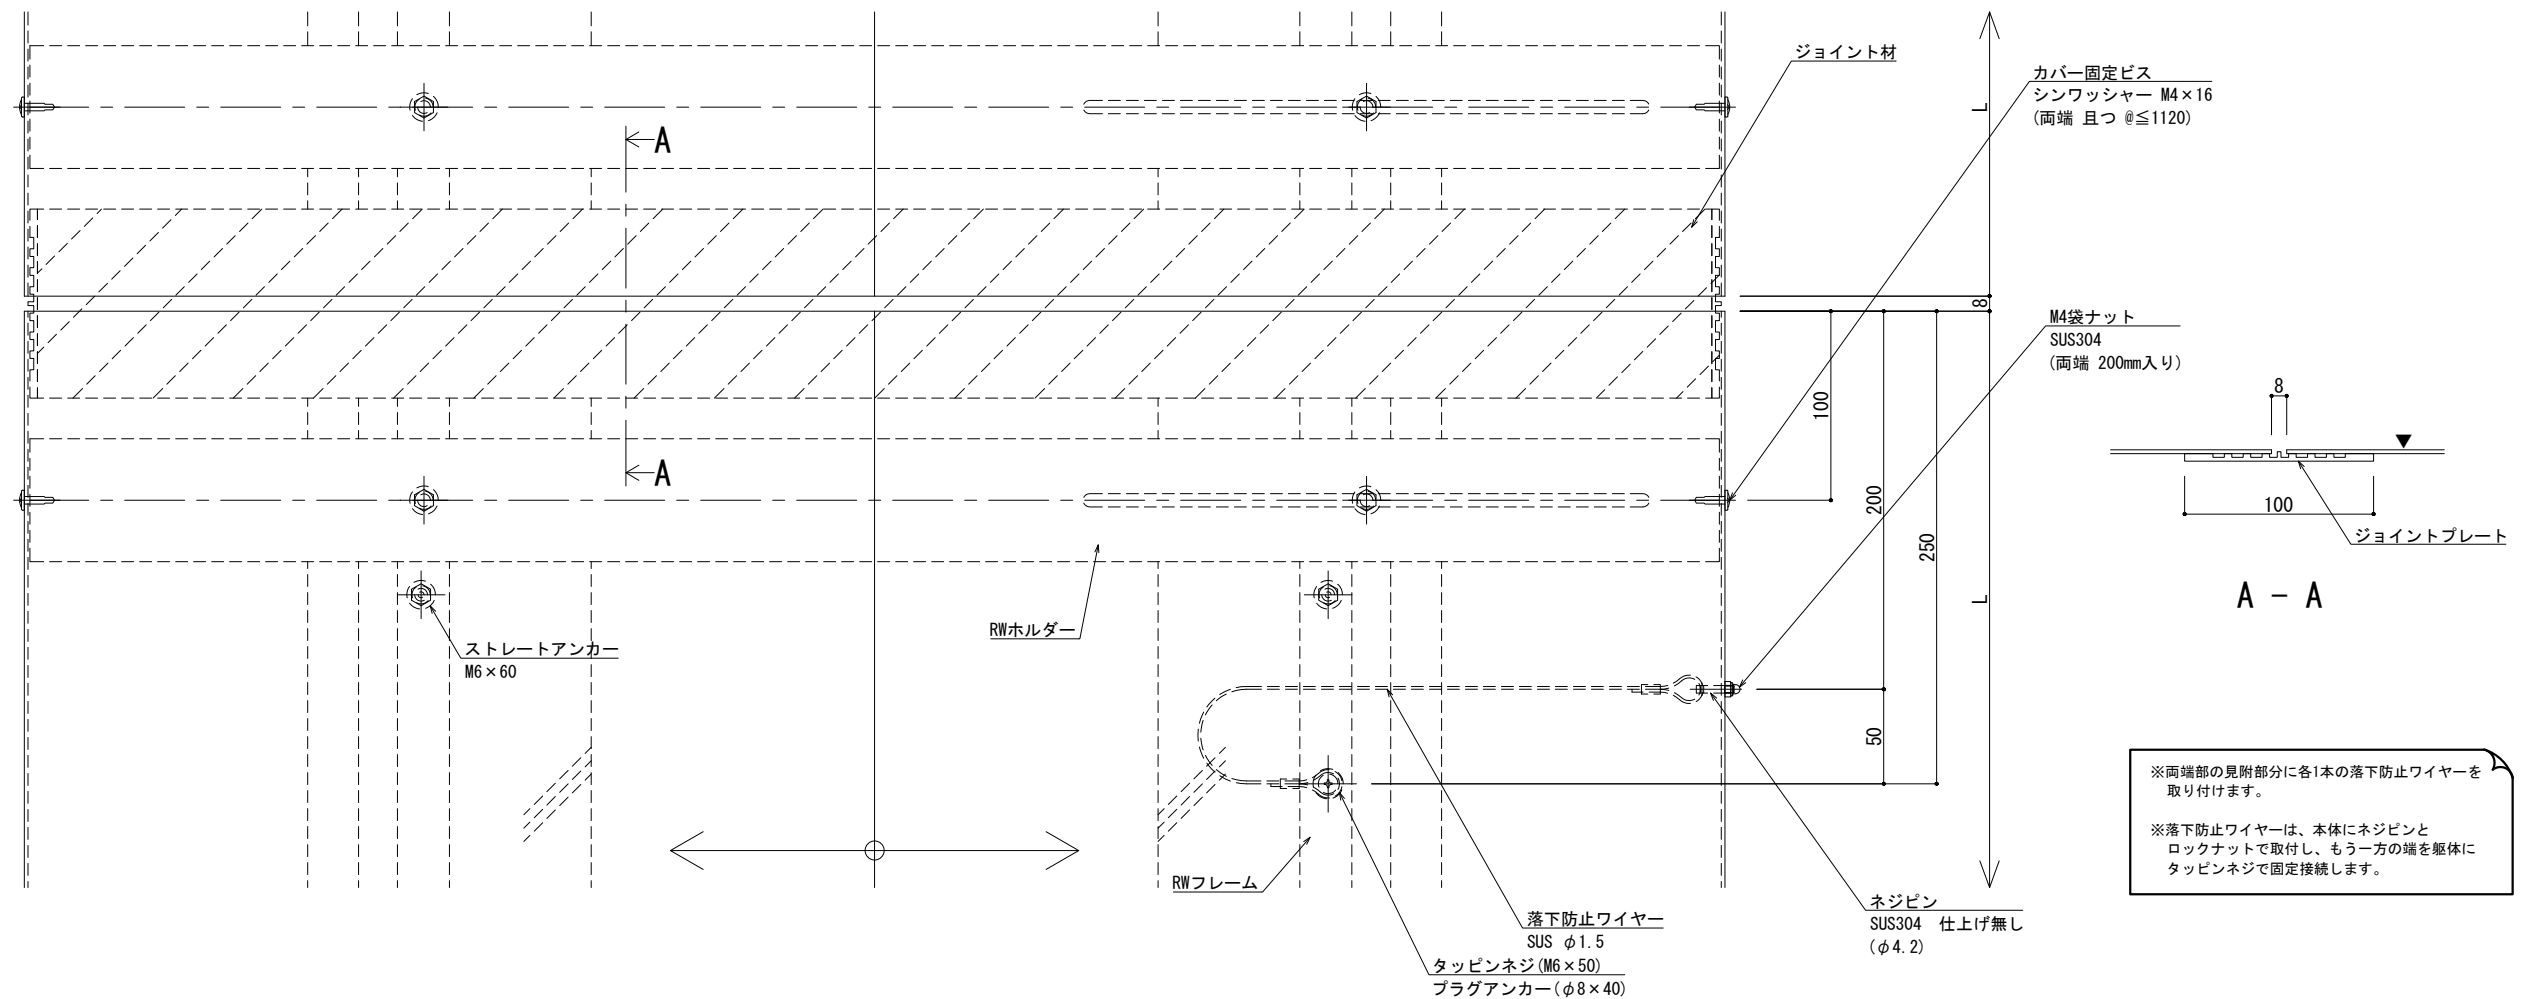 ジョイント材
カバー固定ビス
シンワッシャー M4×16
(両端 且つ @≦1120)
L
A
8
M4袋ナット
SUS304
(両端 200mm入り)
8
100
A
200
100
ジョイントプレート
250
A - A
L
RWホルダー
ストレートアンカー
M6×60
50
※両端部の見附部分に各1本の落下防止ワイヤーを
取り付けます。
※落下防止ワイヤーは、本体にネジピンと
ロックナットで取付し、もう一方の端を躯体に
タッピンネジで固定接続します。
RWフレーム
ネジピン
SUS304 仕上げ無し
(φ4.2)
落下防止ワイヤー
SUS φ1.5
タッピンネジ(M6×50)
プラグアンカー(φ8×40)